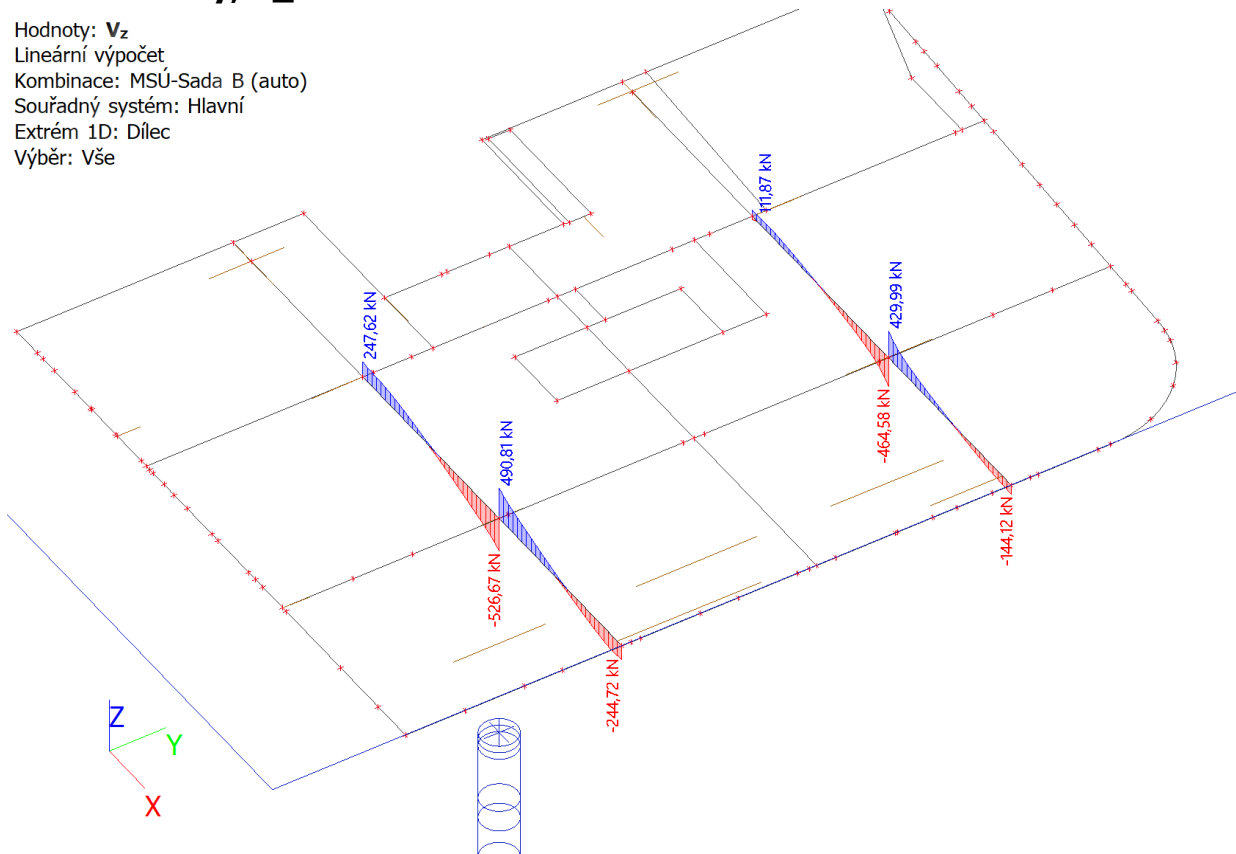 Hodnoty: Vz
Lineární výpočet
Kombinace: MSÚ-Sada B (auto)
Souřadný systém: Hlavní
Extrém 1D: Dílec
Výběr: Vše
111,87 kN
429,99 kN
247,62 kN
490,81 kN
-464,58 kN
-144,12 kN
-526,67 kN
-244,72 kN
Z
Y
X